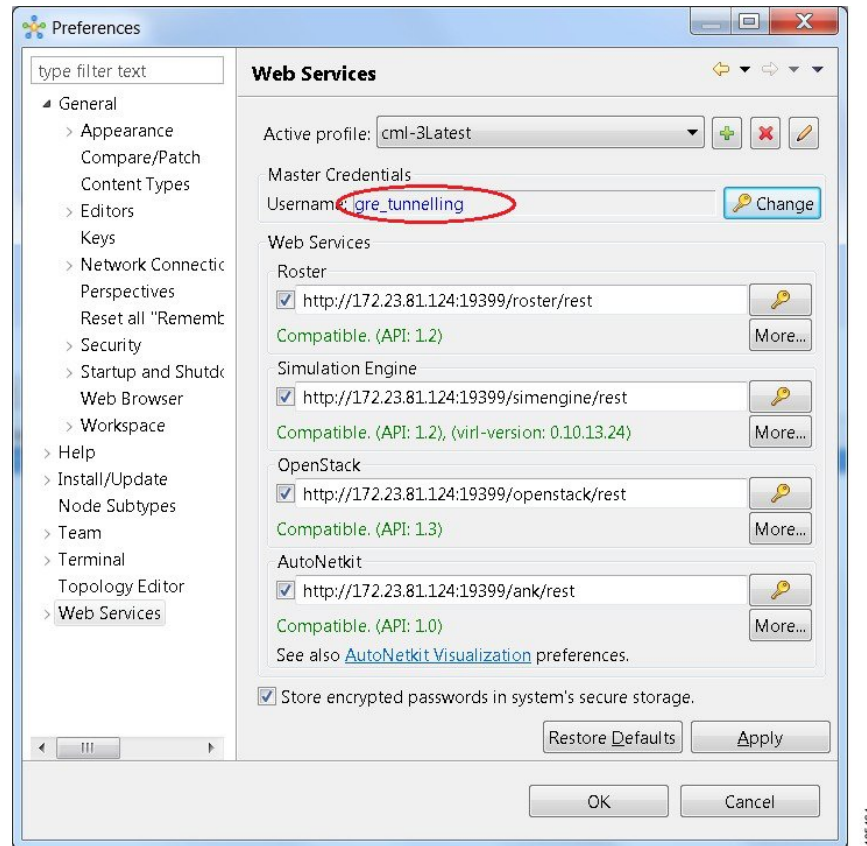 Preferences
type filter text
General
Appearance
Compare/Patch
Content Types
Editors
Keys
Network Connectic
Perspectives
Reset all "Rememb
Security
Startup and Shutdo
Web Browser
Workspace
Help
Install/Update
Node Subtypes
Team
Terminal
Topology Editor
Web Services
Web Services
Active profile: cml-3Latest
Master Credentials
Username: gre_tunnelling
Change
Web Services
Roster
http://172.23.81.124:19399/roster/rest
Compatible. (API: 1.2)
More...
Simulation Engine
http://172.23.81.124:19399/simengine/rest
Compatible. (API: 1.2), (virl-version: 0.10.13.24)
More...
OpenStack
http://172.23.81.124:19399/openstack/rest
Compatible. (API: 1.3)
More...
AutoNetkit
http://172.23.81.124:19399/ank/rest
Compatible. (API: 1.0)
More...
See also AutoNetkit Visualization preferences.
Store encrypted passwords in system's secure storage.
Restore Defaults
Apply
OK
Cancel